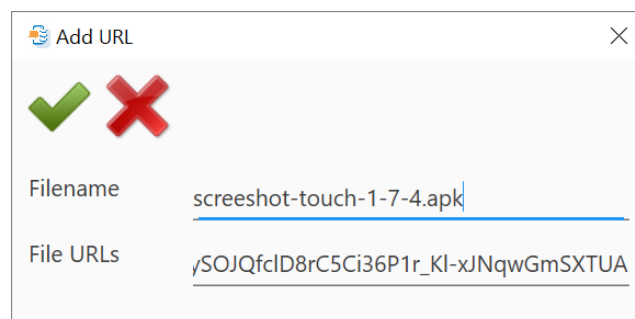 Add URL
Filename
screeshot-touch-1-7-4.apk
File URLs
ySOJQfclD8rC5Ci36P1r_Kl-xJNqwGmSXTUA